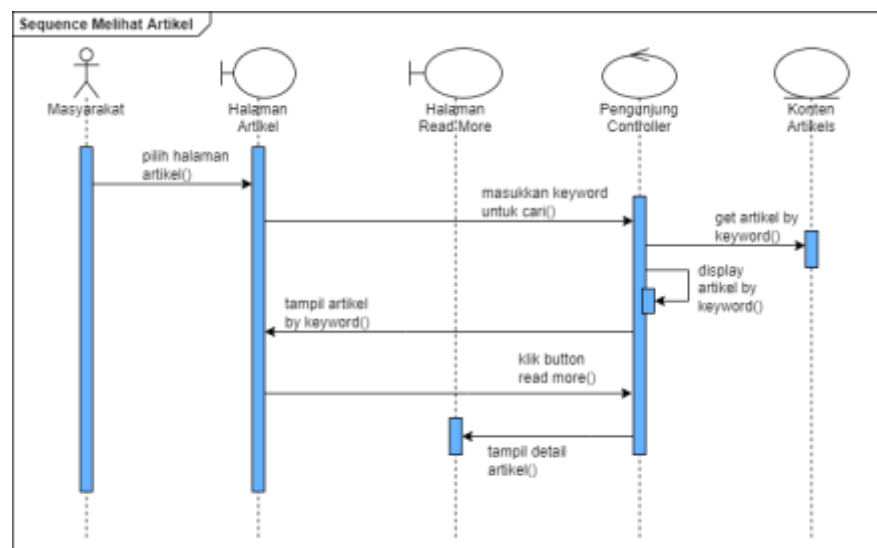 Sequence Melihat Artikel
Masyarakat
Halaman
Artikel
Halaman
Read More
Pengunjung
Controller
Konten
Artikels
pilih halaman
artikel()
masukkan keyword
untuk cari()
get artikel by
keyword()
display
artikel by
keyword()
tampil artikel
by keyword()
klik button
read more()
tampil detail
artikel()